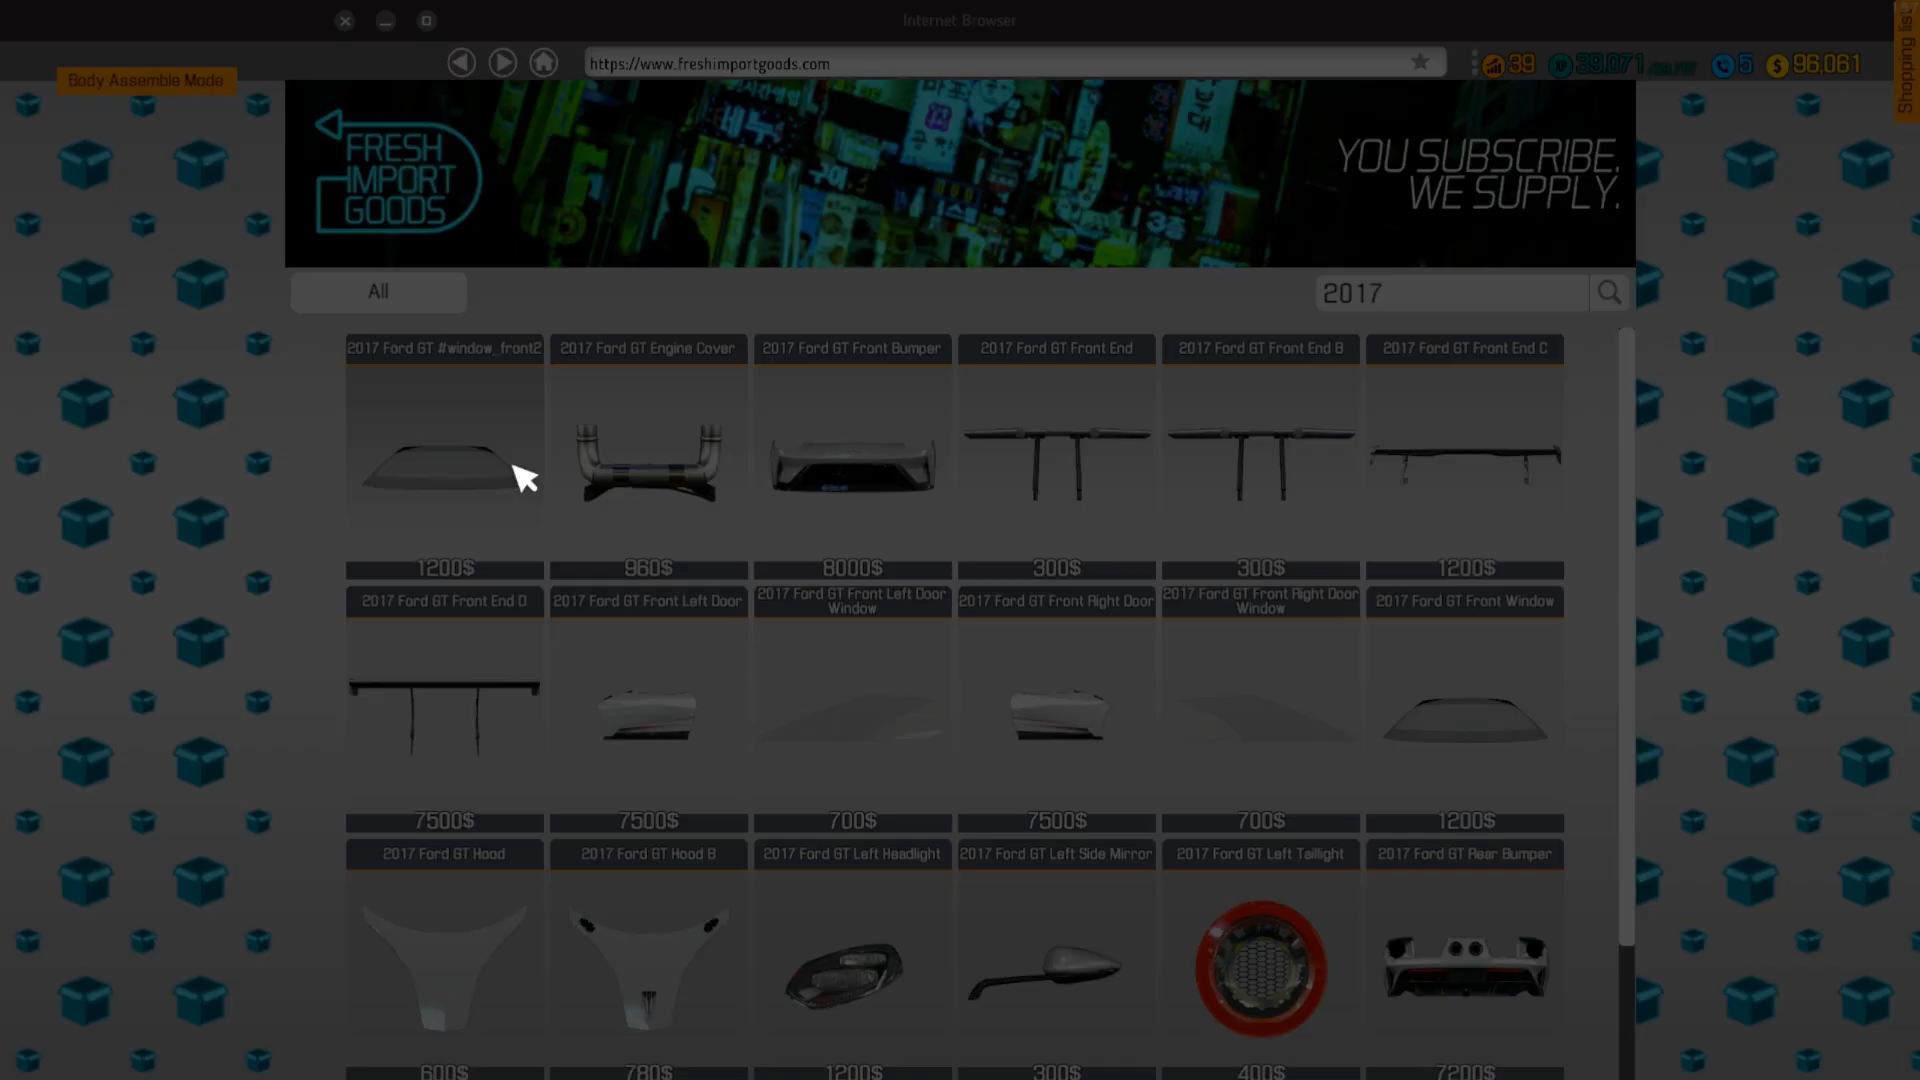 Internet Browser
Shopping list
https://www.freshimportgoods.com
39
39,071
5
$ 96,061
Body Assemble Mode
FRESH
IMPORT
GOODS
YOU SUBSCRIBE.
WE SUPPLY.
All
2017
2017 Ford GT #window_front2
2017 Ford GT Engine Cover
2017 Ford GT Front Bumper
2017 Ford GT Front End
2017 Ford GT Front End B
2017 Ford GT Front End C
1200$
960$
8000$
300$
300$
1200$
2017 Ford GT Front End D
2017 Ford GT Front Left Door
2017 Ford GT Front Left Door
Window
2017 Ford GT Front Right Door
2017 Ford GT Front Right Door
Window
2017 Ford GT Front Window
7500$
7500$
700$
7500$
700$
1200$
2017 Ford GT Hood
2017 Ford GT Hood B
2017 Ford GT Left Headlight
2017 Ford GT Left Side Mirror
2017 Ford GT Left Taillight
2017 Ford GT Rear Bumper
600$
780$
1200$
300$
400$
7200$